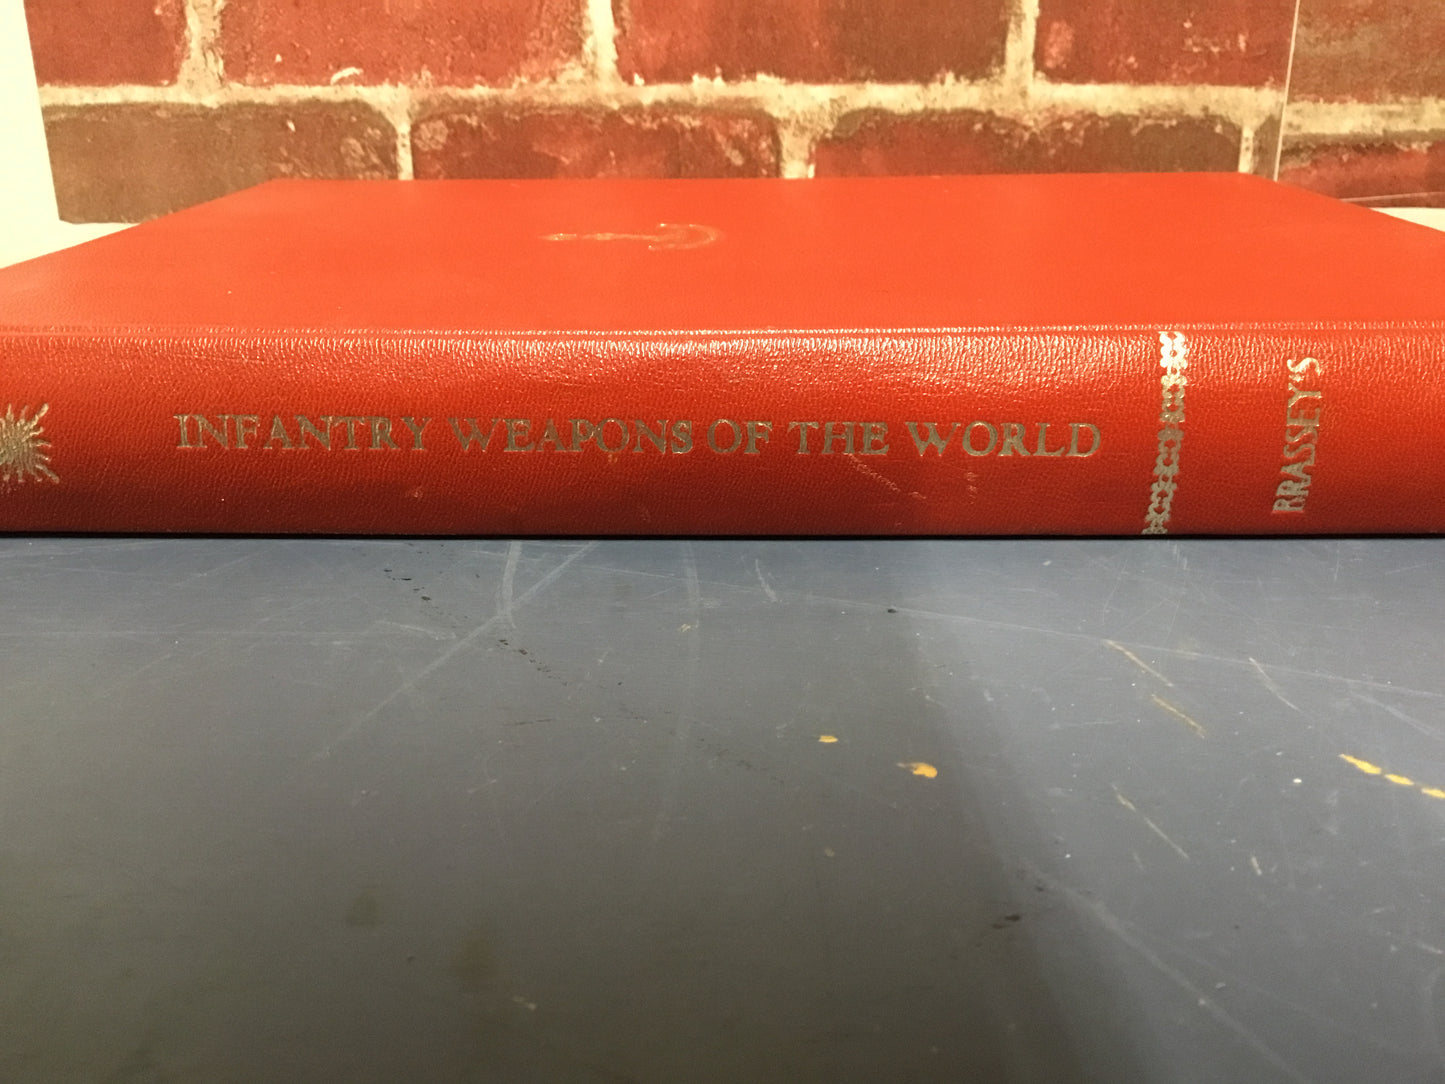 INFANTRY WEAPONS OF THE WORLD
BRASSEY'S